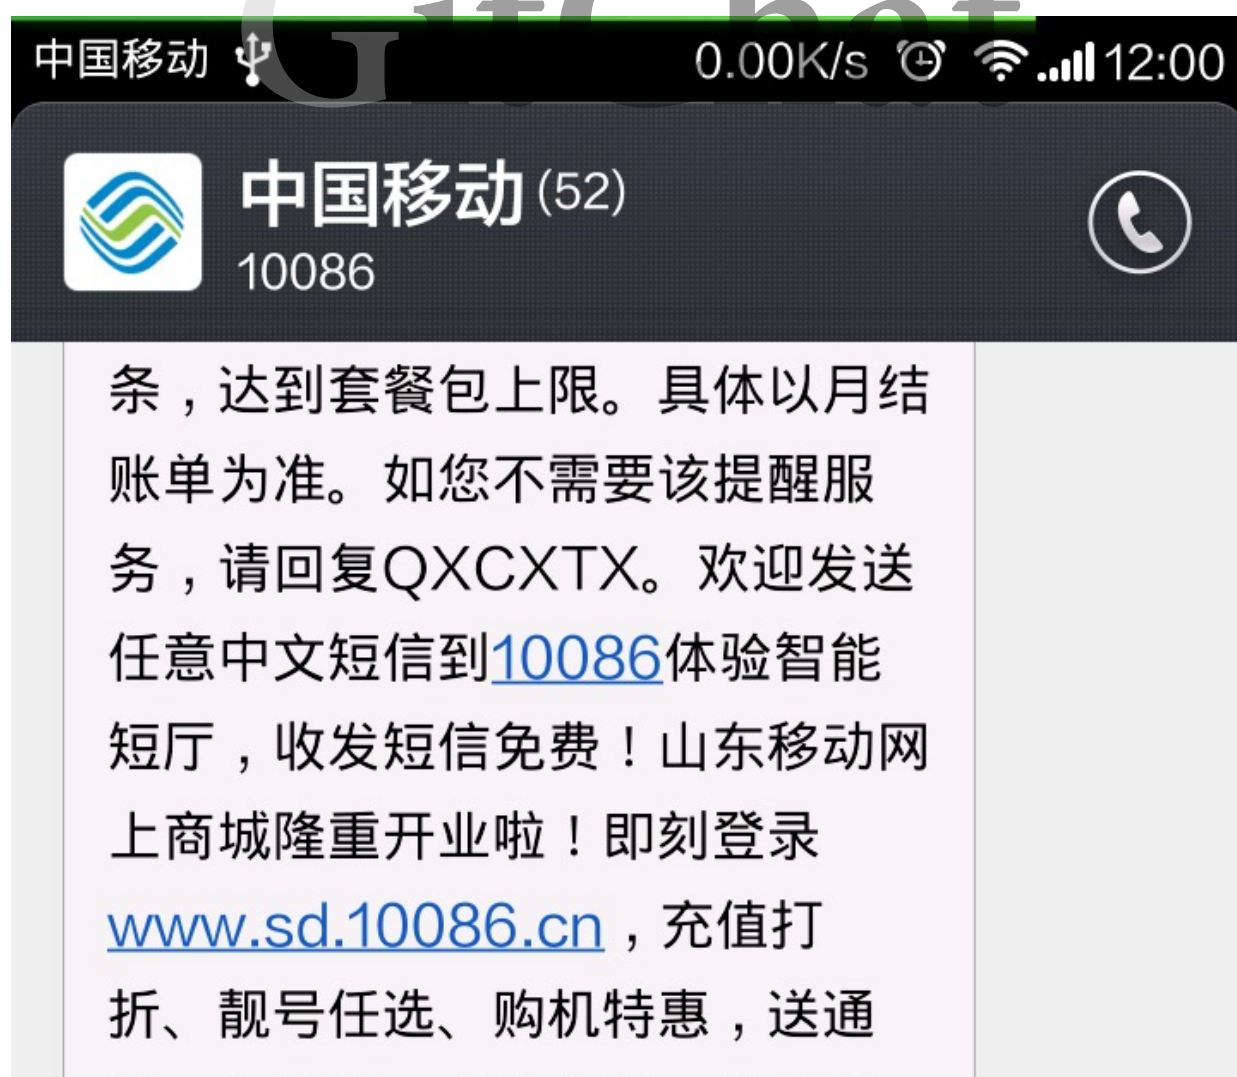 GitChat
中国移动 0.00K/s 12:00
中国移动(52)
10086
条，达到套餐包上限。具体以月结
账单为准。如您不需要该提醒服
务，请回复QXCXTX。欢迎发送
任意中文短信到10086体验智能
短厅，收发短信免费！山东移动网
上商城隆重开业啦！即刻登录
www.sd.10086.cn，充值打
折、靓号任选、购机特惠，送通